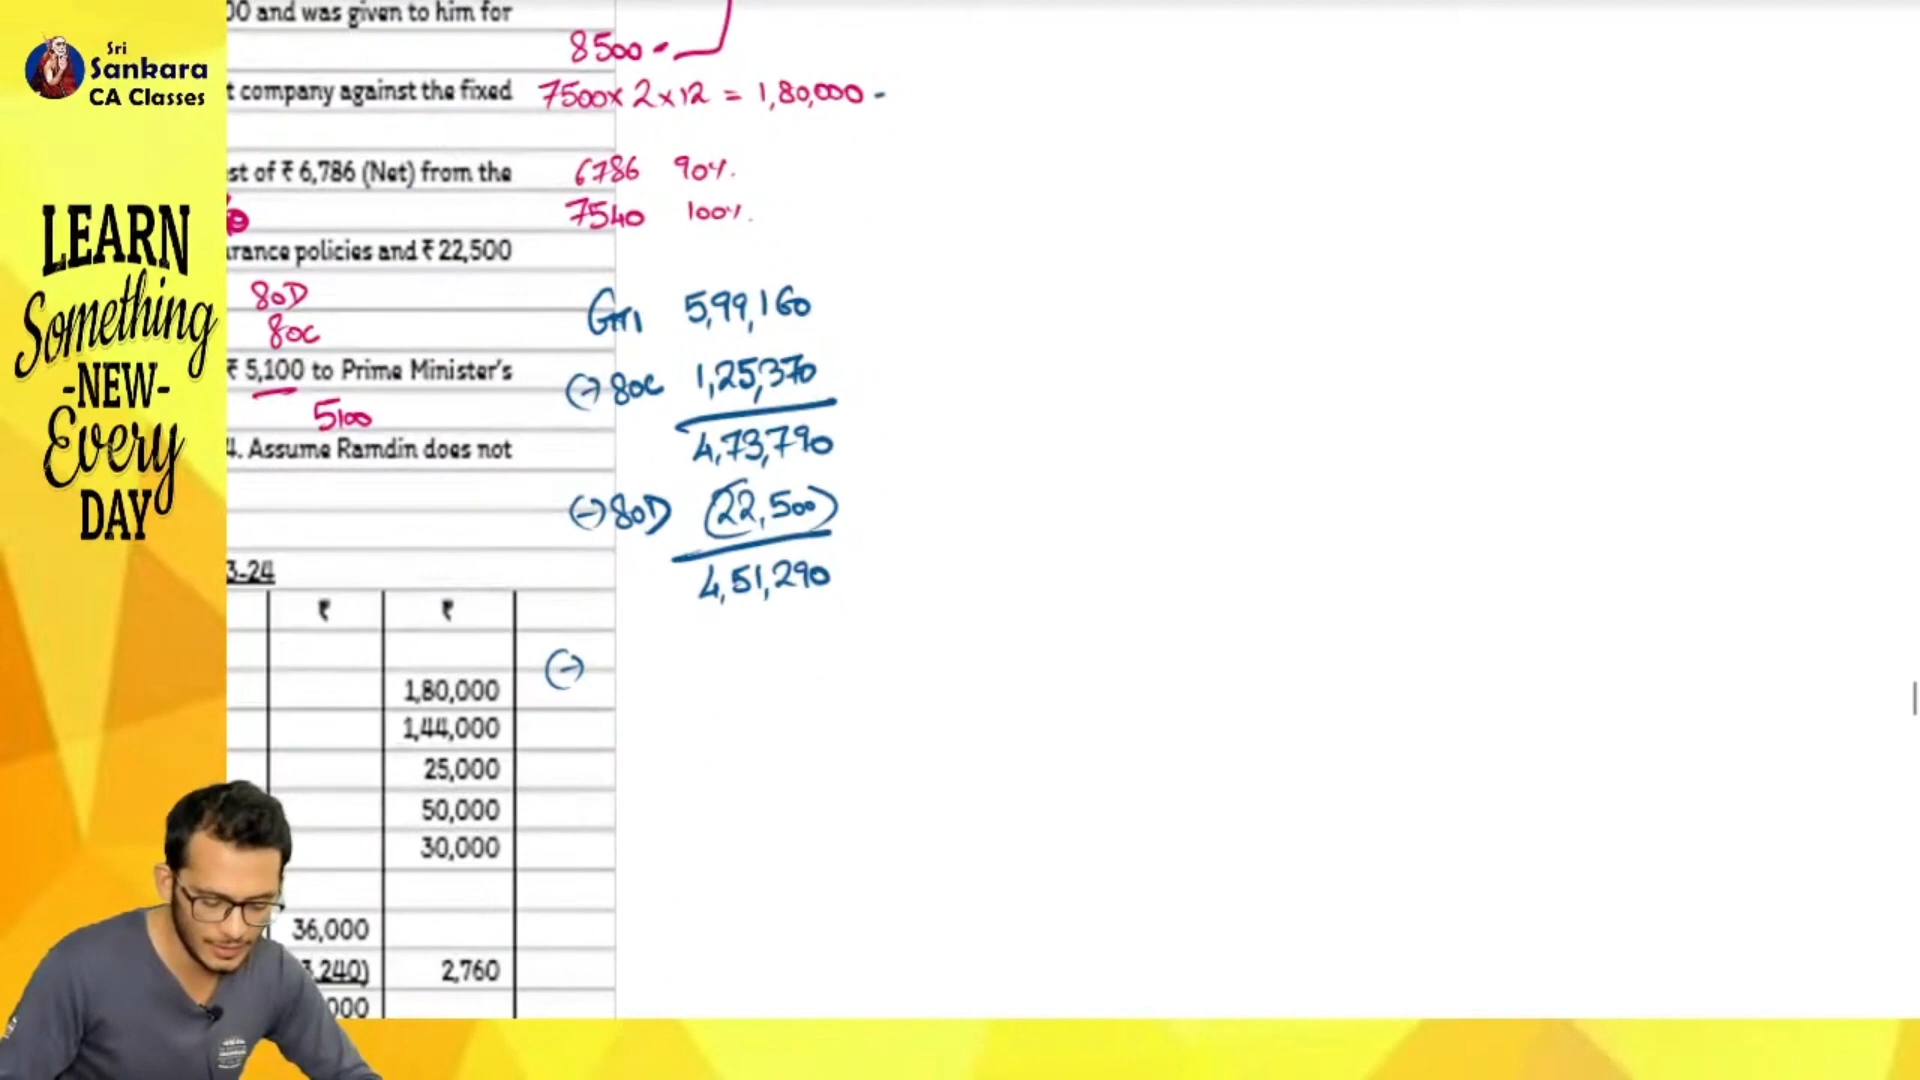 Sri
Sankara
CA Classes
LEARN
Something
-NEW-
Every
DAY
00 and was given to him for
8500 -
t company against the fixed
7500 x 2 x 12 = 1,80,000 -
st of ₹ 6,786 (Net) from the
6786 90%.
7540 100%.
urance policies and ₹ 22,500
80D
80C
₹ 5,100 to Prime Minister's
5100
4. Assume Ramdin does not
GTI 5,99,160
(-) 80C 1,25,370
4,73,790
(-) 80D (22,500)
4,51,290
(-)
3-24
₹ ₹
1,80,000
1,44,000
25,000
50,000
30,000
36,000
3,240) 2,760
000